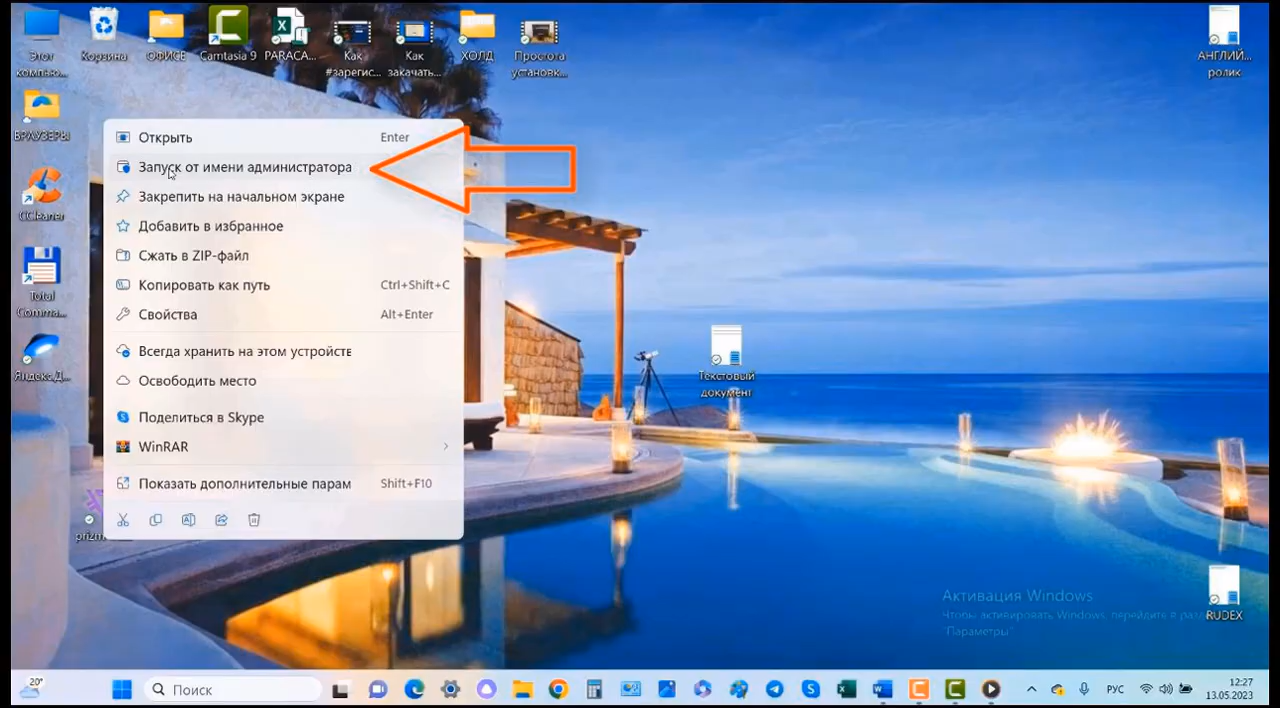 Этот
компью...
Корзина
ОФИСЕ
Camtasia 9
PARACA...
Как
#зарегис...
Как
закачать...
ХОЛД
Простота
установк...
АНГЛИЙ...
ролик
БРАУЗЕРЫ
CCleaner
Total
Comma...
Яндекс.Д...
Открыть Enter
Запуск от имени администратора
Закрепить на начальном экране
Добавить в избранное
Сжать в ZIP-файл
Копировать как путь Ctrl+Shift+C
Свойства Alt+Enter
Всегда хранить на этом устройстве
Освободить место
Поделиться в Skype
WinRAR
Показать дополнительные парам Shift+F10
Текстовый
документ
Активация Windows
Чтобы активировать Windows, перейдите в раз
"Параметры"
RUDEX
20°
Поиск
РУС
12:27
13.05.2023